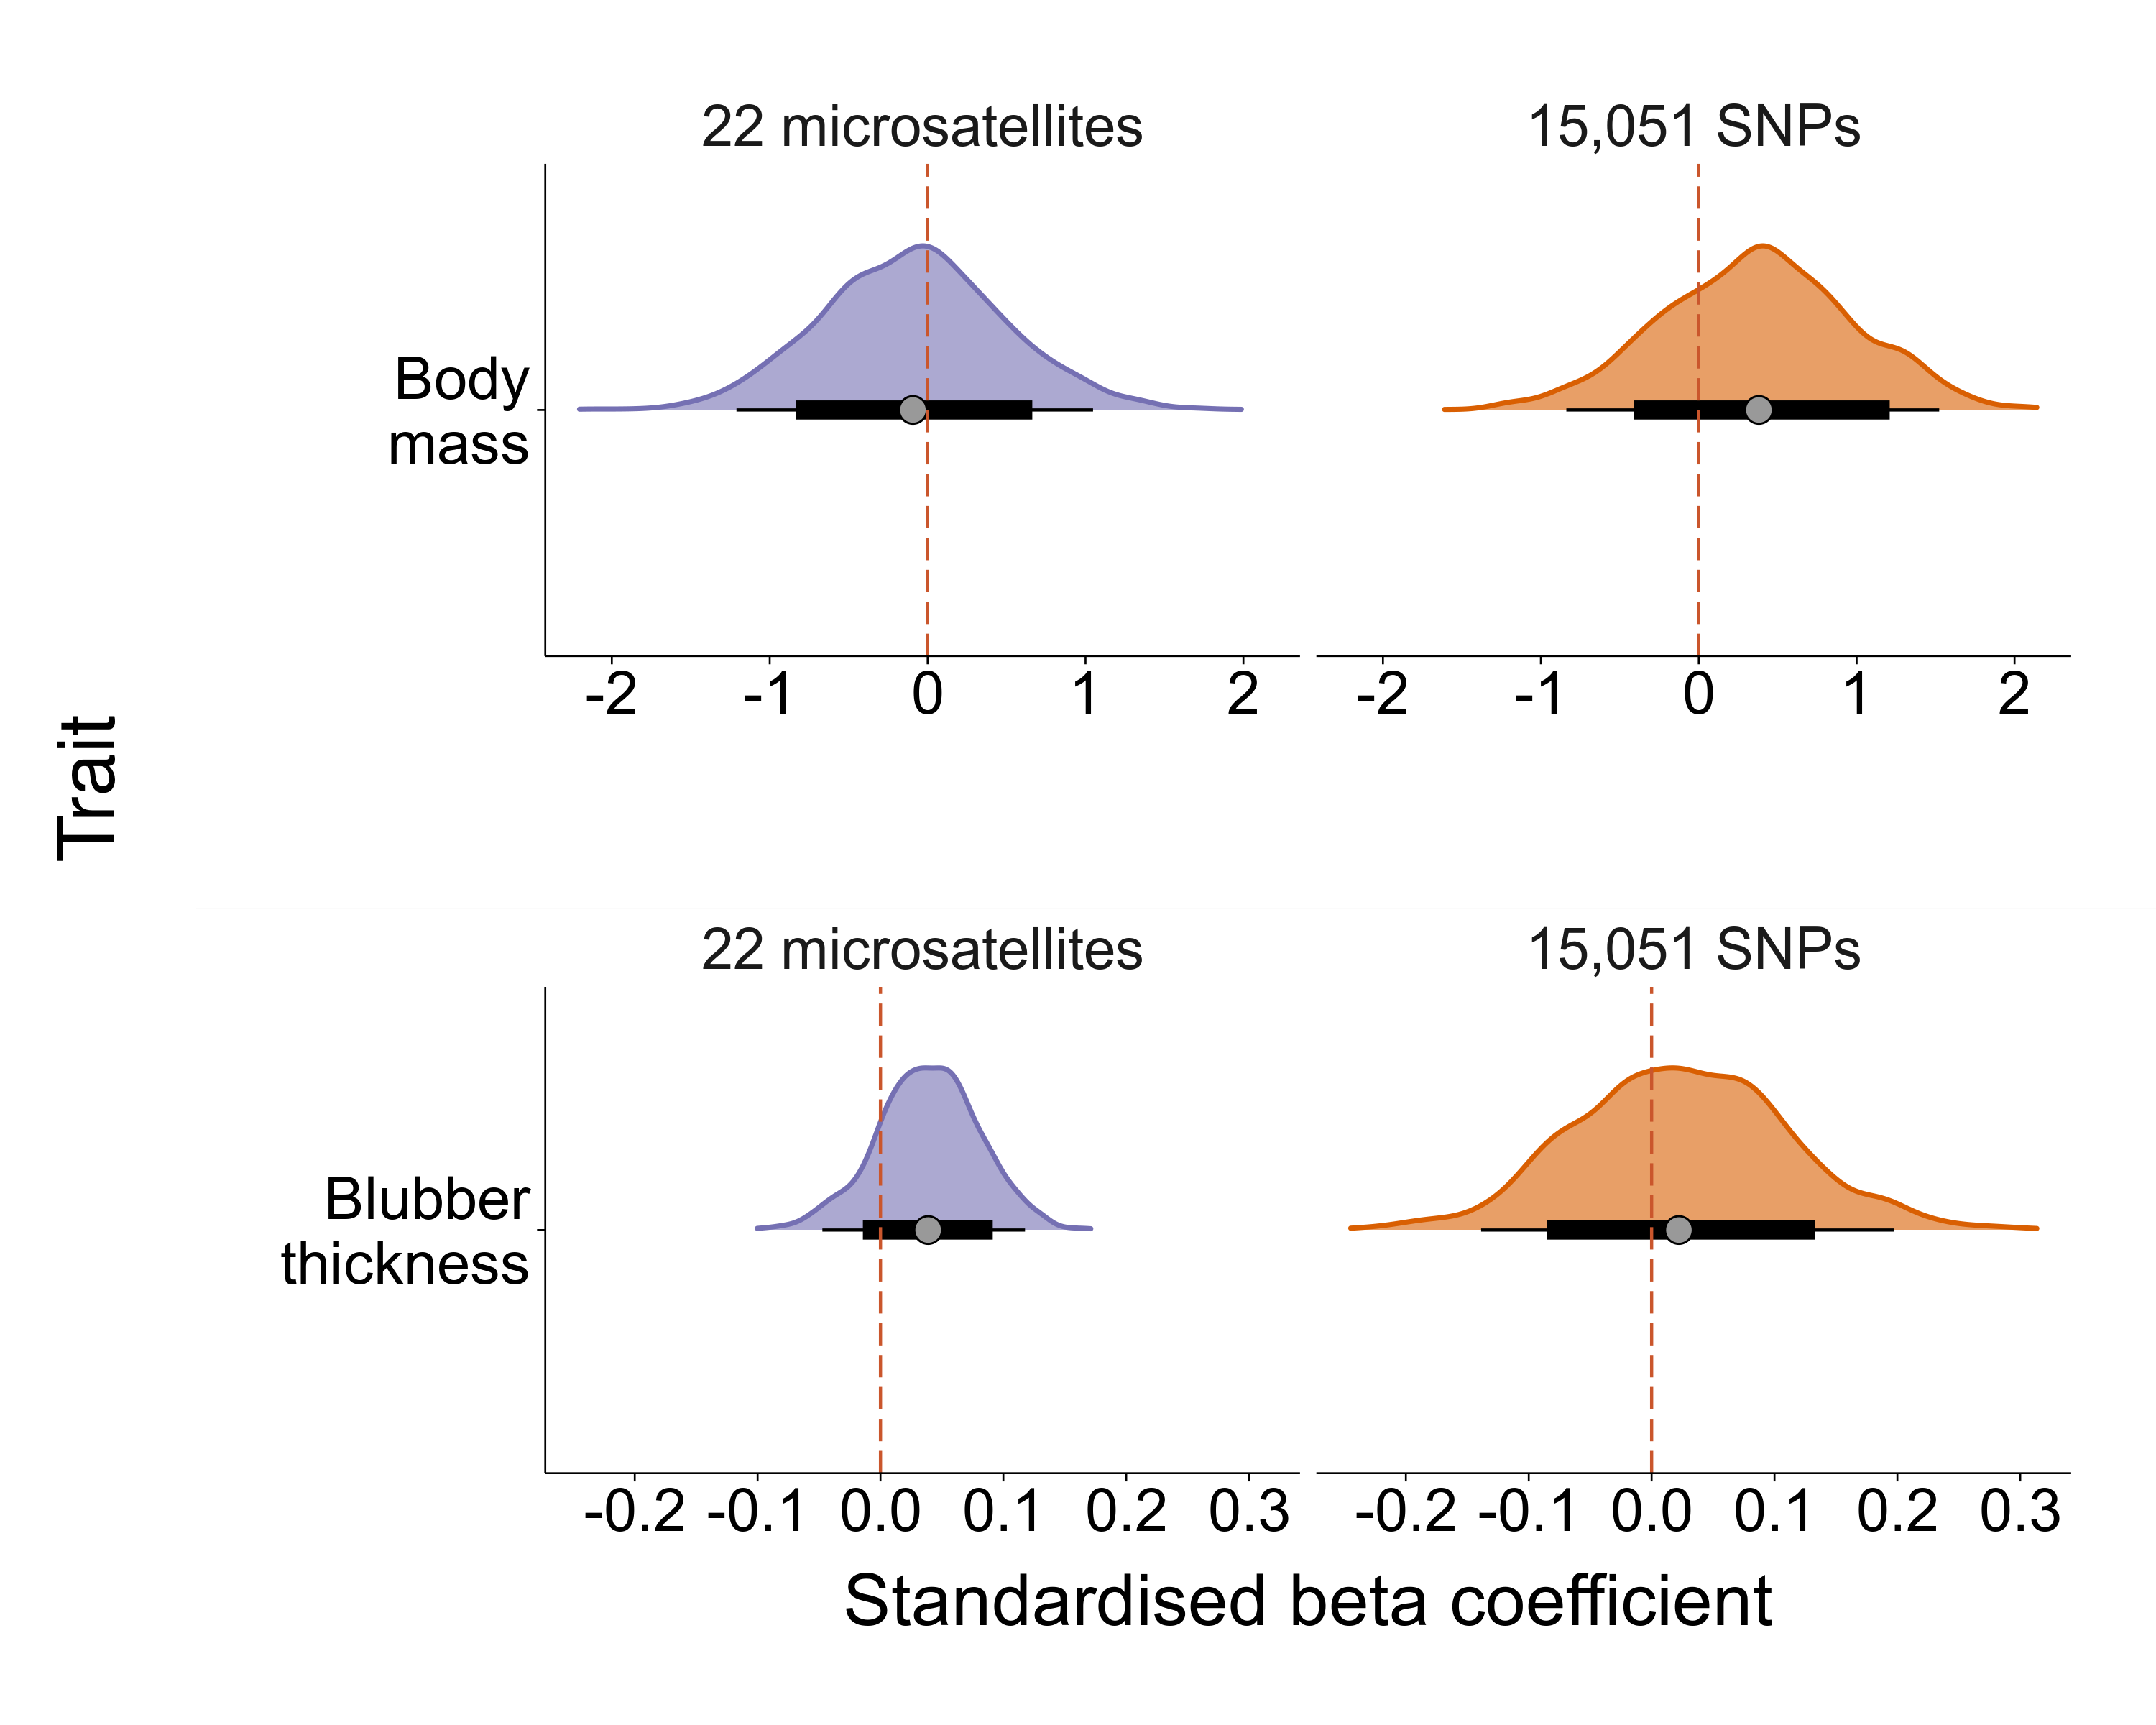 22 microsatellites
15,051 SNPs
Body
mass
-2 -1 0 1 2
-2 -1 0 1 2
Trait
22 microsatellites
15,051 SNPs
Blubber
thickness
-0.2 -0.1 0.0 0.1 0.2 0.3
-0.2 -0.1 0.0 0.1 0.2 0.3
Standardised beta coefficient